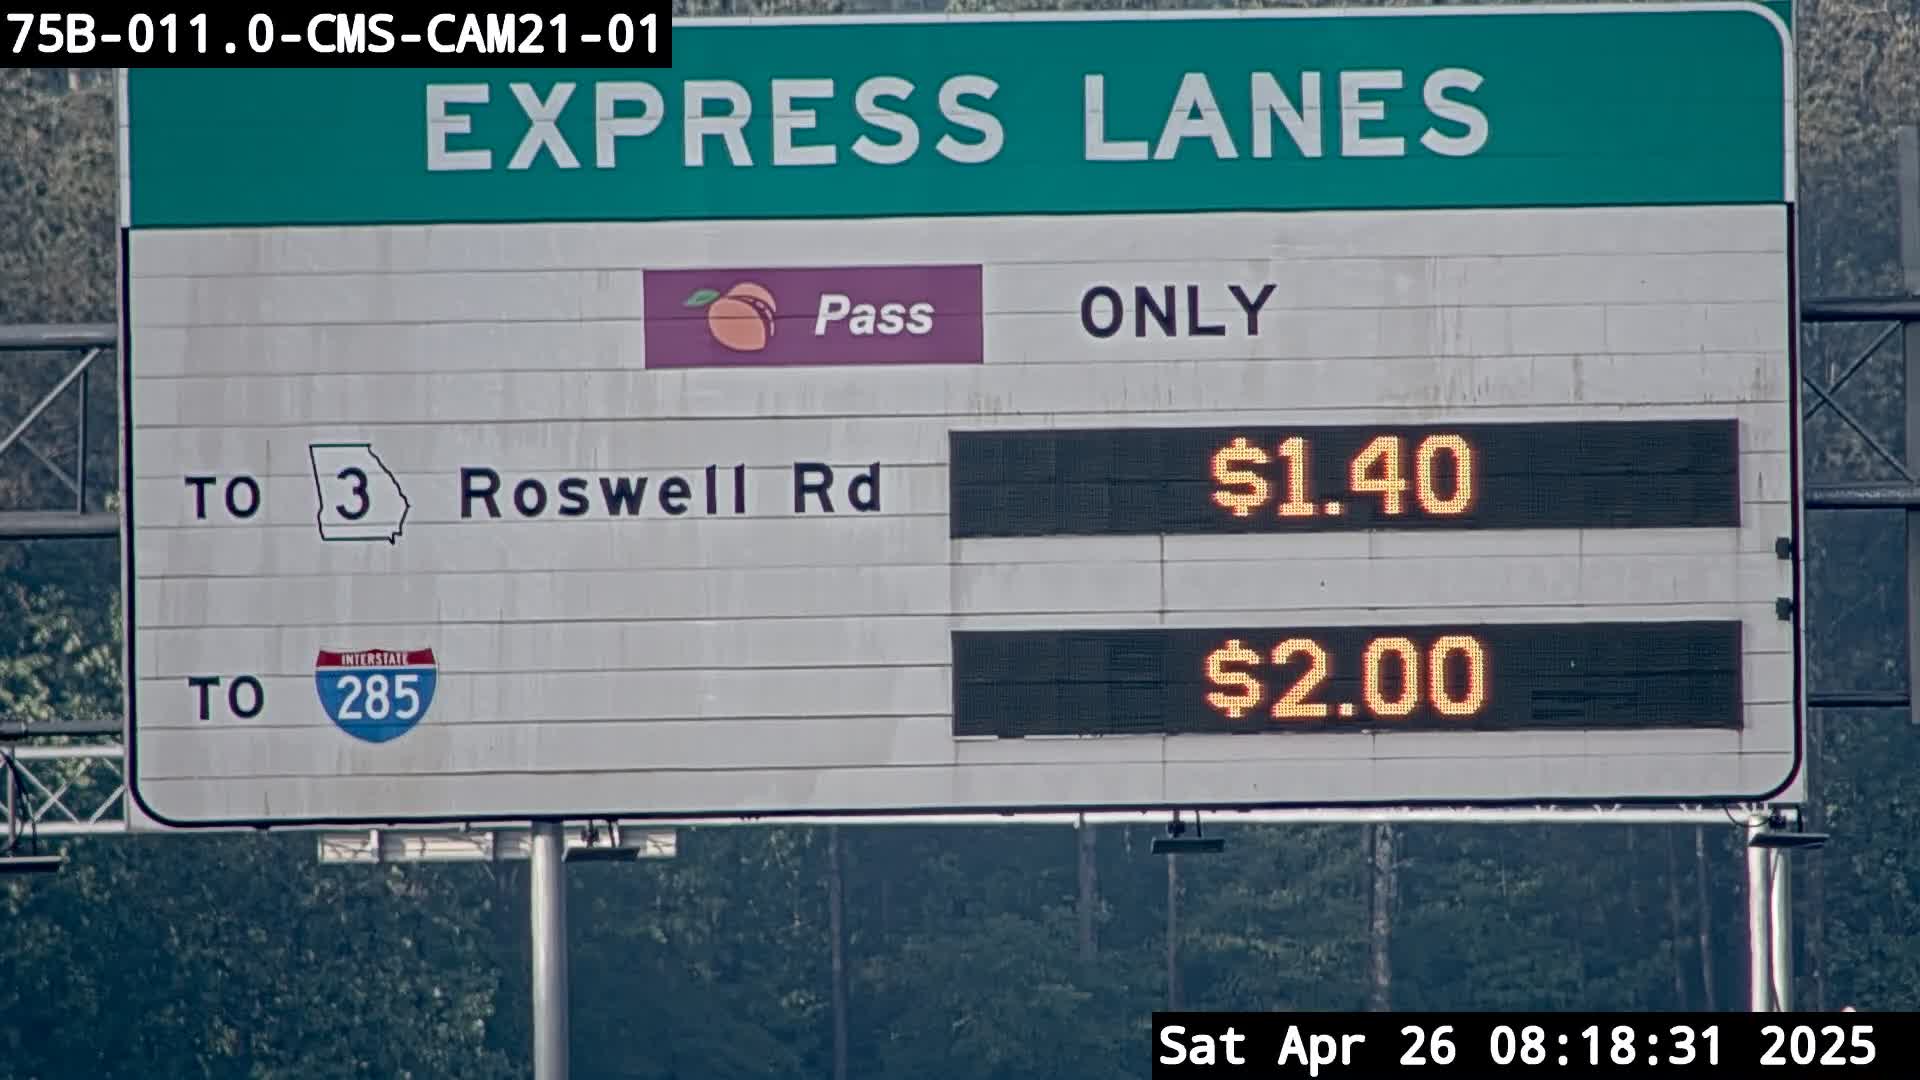 75B-011.0-CMS-CAM21-01
EXPRESS LANES
Pass ONLY
TO 3 Roswell Rd $1.40
INTERSTATE
TO 285 $2.00
Sat Apr 26 08:18:31 2025